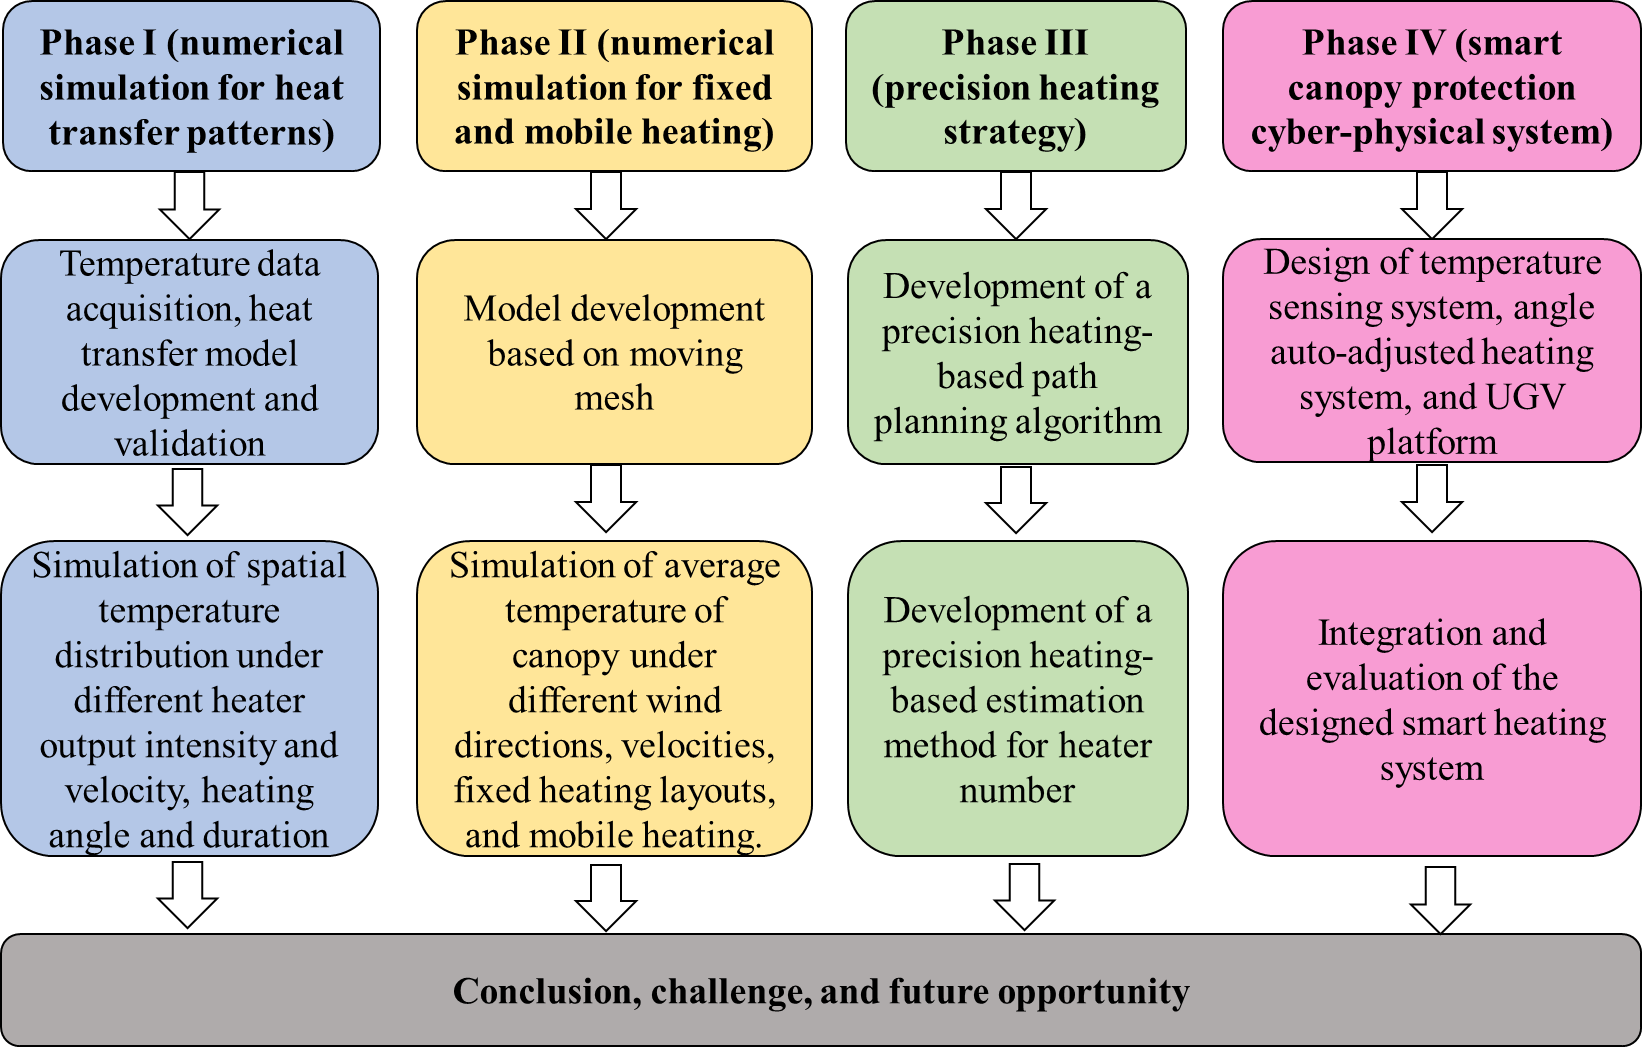 Phase I (numerical
simulation for heat
transfer patterns)
Temperature data
acquisition, heat
transfer model
development and
validation
Simulation of spatial
temperature
distribution under
different heater
output intensity and
velocity, heating
angle and duration
Phase II (numerical
simulation for fixed
and mobile heating)
Model development
based on moving
mesh
Simulation of average
temperature of
canopy under
different wind
directions, velocities,
fixed heating layouts,
and mobile heating.
Phase III
(precision heating
strategy)
Development of a
precision heating-
based path
planning algorithm
Development of a
precision heating-
based estimation
method for heater
number
Phase IV (smart
canopy protection
cyber-physical system)
Design of temperature
sensing system, angle
auto-adjusted heating
system, and UGV
platform
Integration and
evaluation of the
designed smart heating
system
Conclusion, challenge, and future opportunity